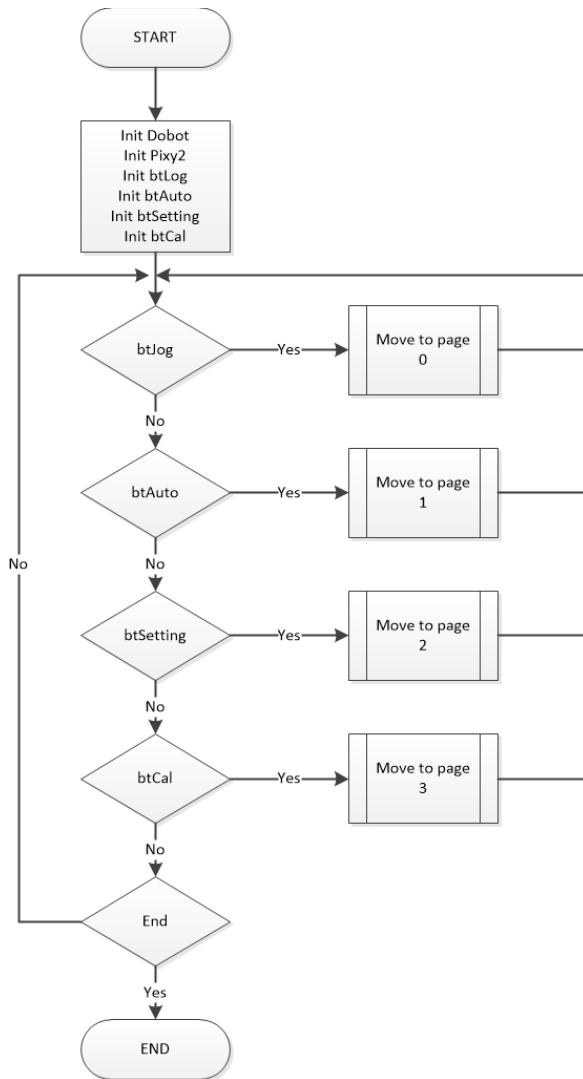 START
Init Dobot
Init Pixy2
Init btLog
Init btAuto
Init btSetting
Init btCal
btJog
Yes
Move to page
0
No
btAuto
Yes
Move to page
1
No
No
btSetting
Yes
Move to page
2
No
btCal
Yes
Move to page
3
No
End
Yes
END